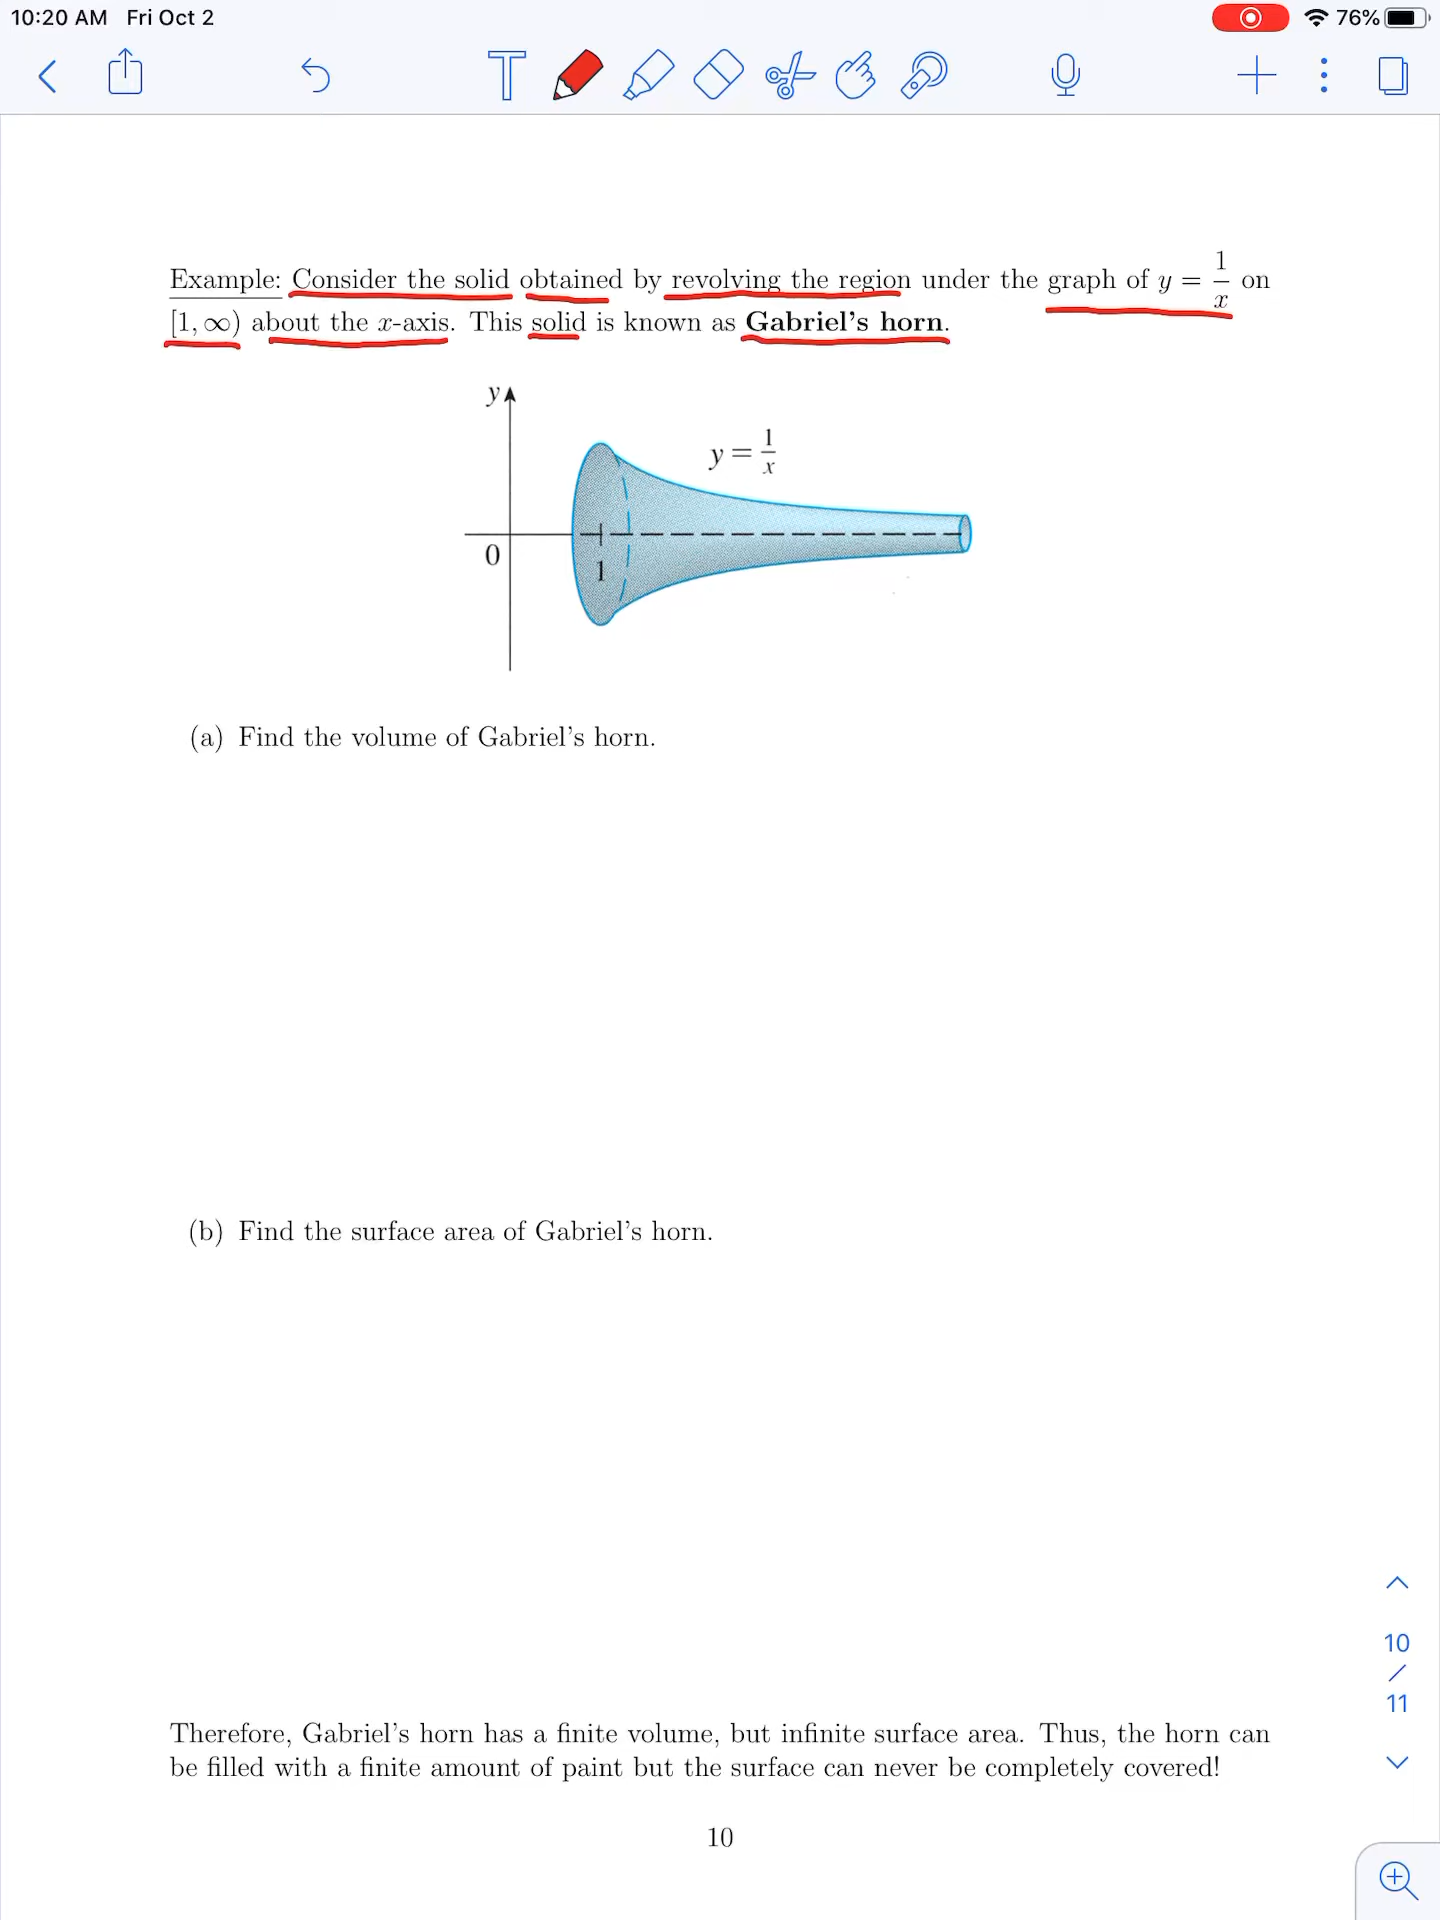 10:20 AM Fri Oct 2
76%
Example: Consider the solid obtained by revolving the region under the graph of y = 1/x on
[1, ∞) about the x-axis. This solid is known as Gabriel's horn.
y
y = 1/x
0
1
(a) Find the volume of Gabriel's horn.
(b) Find the surface area of Gabriel's horn.
10
/
11
Therefore, Gabriel's horn has a finite volume, but infinite surface area. Thus, the horn can
be filled with a finite amount of paint but the surface can never be completely covered!
10